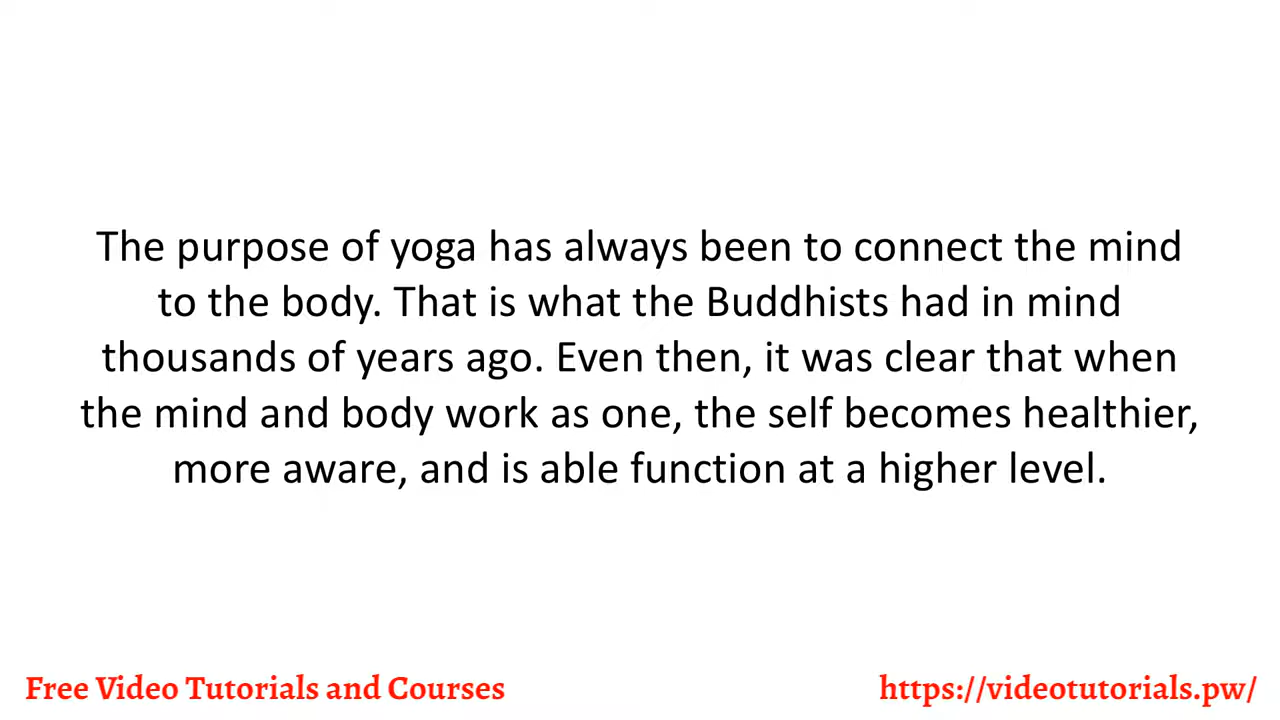 The purpose of yoga has always been to connect the mind
to the body. That is what the Buddhists had in mind
thousands of years ago. Even then, it was clear that when
the mind and body work as one, the self becomes healthier,
more aware, and is able function at a higher level.
Free Video Tutorials and Courses
https://videotutorials.pw/